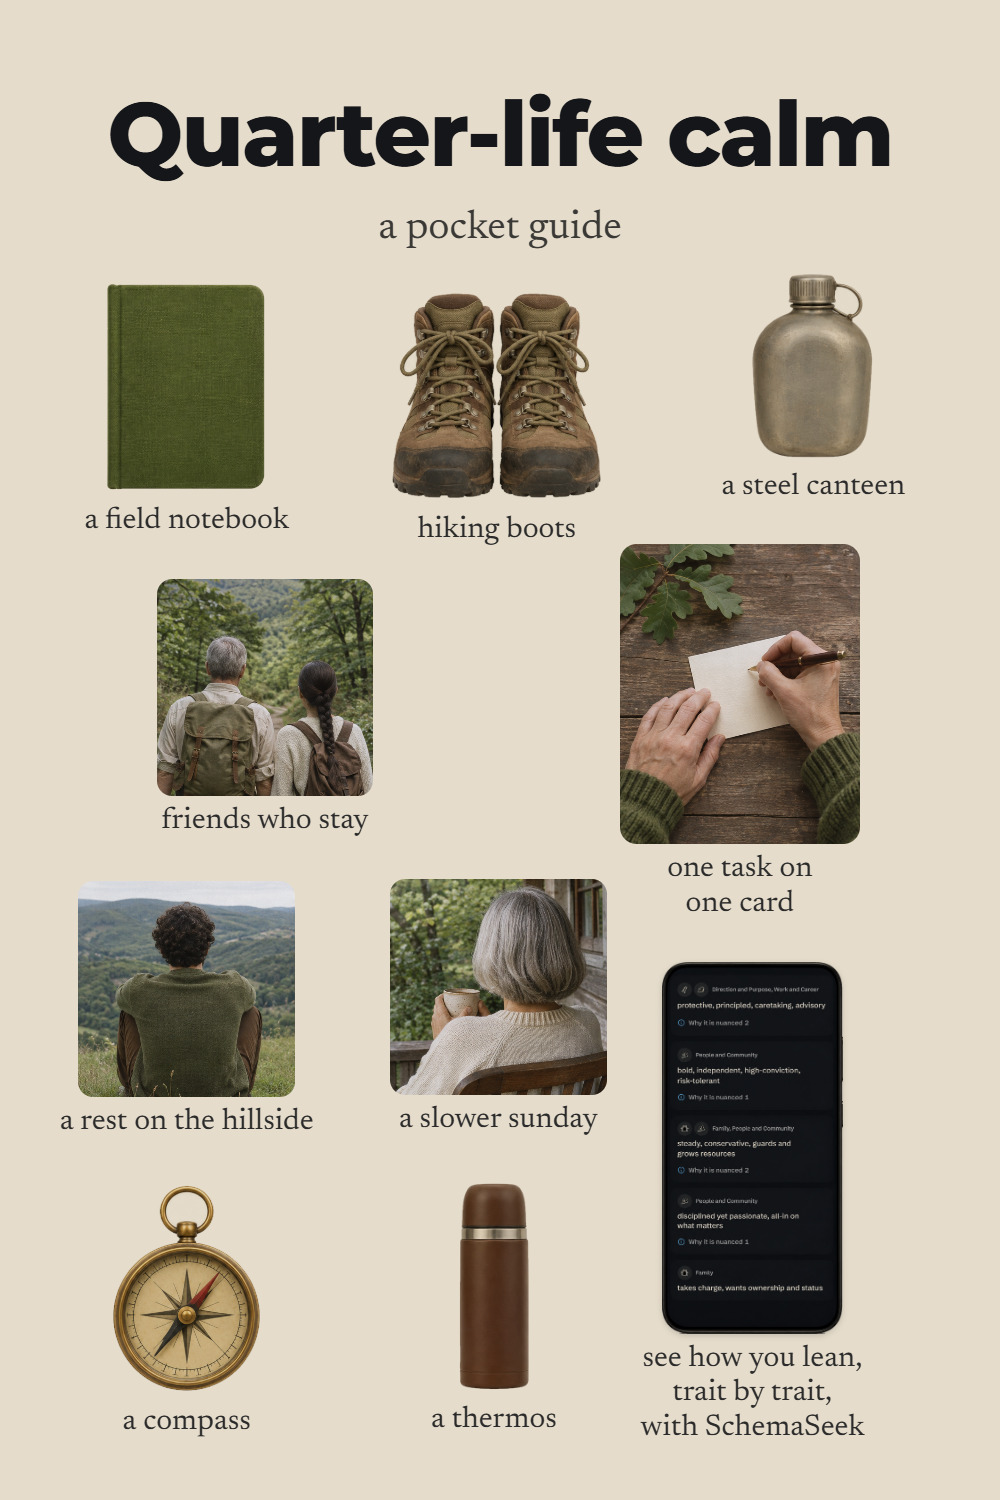 Quarter-life calm
a pocket guide
a field notebook
hiking boots
a steel canteen
friends who stay
one task on
one card
a rest on the hillside
a slower sunday
Direction and Purpose, Work and Career
protective, principled, caretaking, advisory
Why it is nuanced 2
People and Community
bold, independent, high-conviction,
risk-tolerant
Why it is nuanced 1
Family, People and Community
steady, conservative, guards and
grows resources
Why it is nuanced 2
People and Community
disciplined yet passionate, all-in on
what matters
Why it is nuanced 1
Family
takes charge, wants ownership and status
a compass
a thermos
see how you lean,
trait by trait,
with SchemaSeek